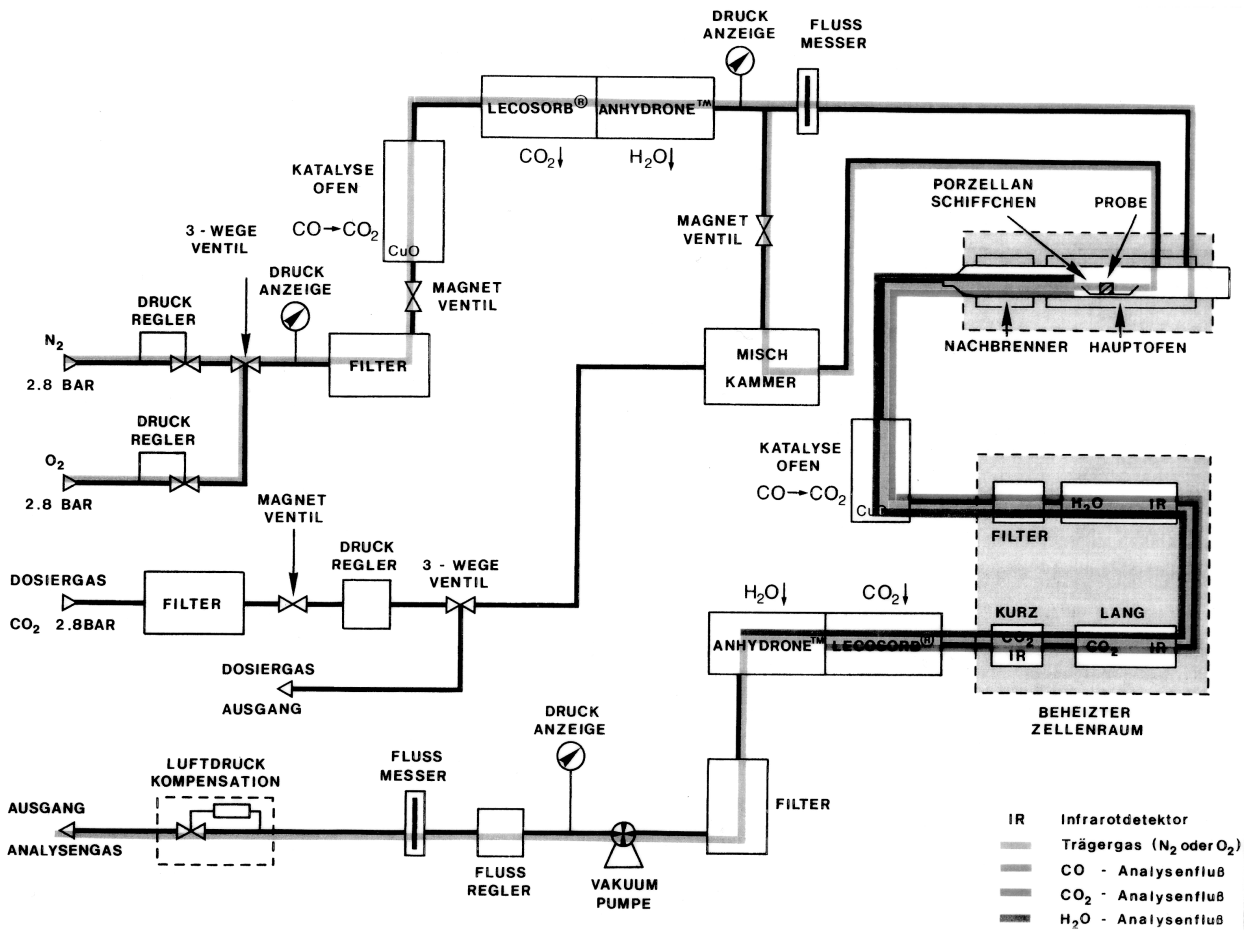 DRUCK
ANZEIGE
FLUSS
MESSER
LECOSORB®
ANHYDRONE™
CO₂↓
H₂O↓
KATALYSE
OFEN
CO→CO₂
CuO
3 - WEGE
VENTIL
DRUCK
ANZEIGE
MAGNET
VENTIL
MAGNET
VENTIL
PORZELLAN
SCHIFFCHEN
PROBE
NACHBRENNER
HAUPTOFEN
DRUCK
REGLER
N₂
2.8 BAR
FILTER
MISCH
KAMMER
DRUCK
REGLER
O₂
2.8 BAR
KATALYSE
OFEN
CO→CO₂
CuO
FILTER
H₂O IR
MAGNET
VENTIL
DRUCK
REGLER
3 - WEGE
VENTIL
DOSIERGAS
CO₂ 2.8BAR
FILTER
DOSIERGAS
AUSGANG
H₂O↓
CO₂↓
ANHYDRONE™
LECOSORB®
KURZ
CO₂
IR
LANG
CO₂ IR
BEHEIZTER
ZELLENRAUM
LUFTDRUCK
KOMPENSATION
FLUSS
MESSER
DRUCK
ANZEIGE
FILTER
AUSGANG
ANALYSENGAS
FLUSS
REGLER
VAKUUM
PUMPE
IR Infrarotdetektor
Trägergas (N₂ oder O₂)
CO - Analysenfluß
CO₂ - Analysenfluß
H₂O - Analysenfluß